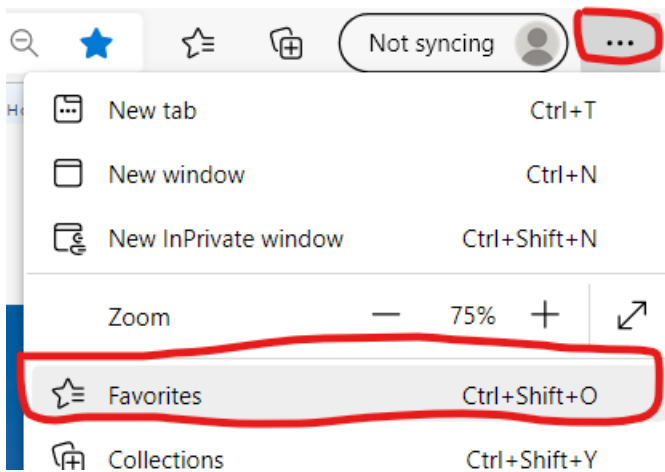 Not syncing
New tab Ctrl+T
New window Ctrl+N
New InPrivate window Ctrl+Shift+N
Zoom 75%
Favorites Ctrl+Shift+O
Collections Ctrl+Shift+Y